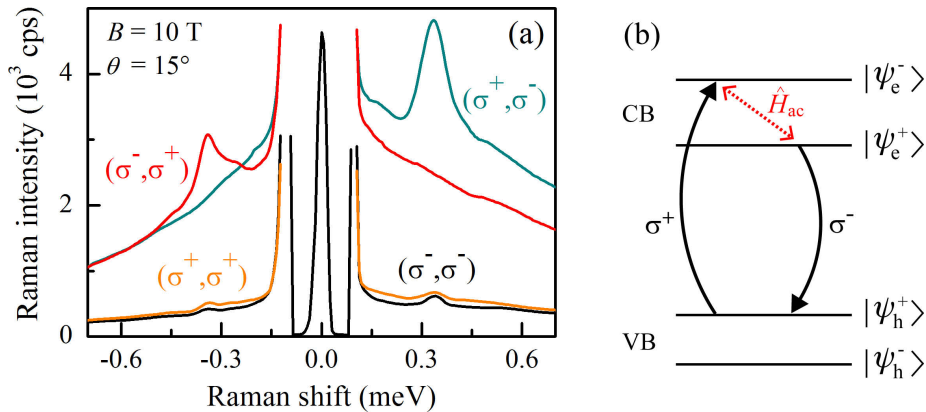 B = 10 T
θ = 15°
(a)
(σ⁺,σ⁻)
(σ⁻,σ⁺)
(σ⁺,σ⁺)
(σ⁻,σ⁻)
Raman intensity (10³ cps)
4
2
0
-0.6 -0.3 0.0 0.3 0.6
Raman shift (meV)
(b)
|ψₑ⁻⟩
CB
Ĥac
|ψₑ⁺⟩
σ⁺
σ⁻
|ψₕ⁺⟩
VB
|ψₕ⁻⟩